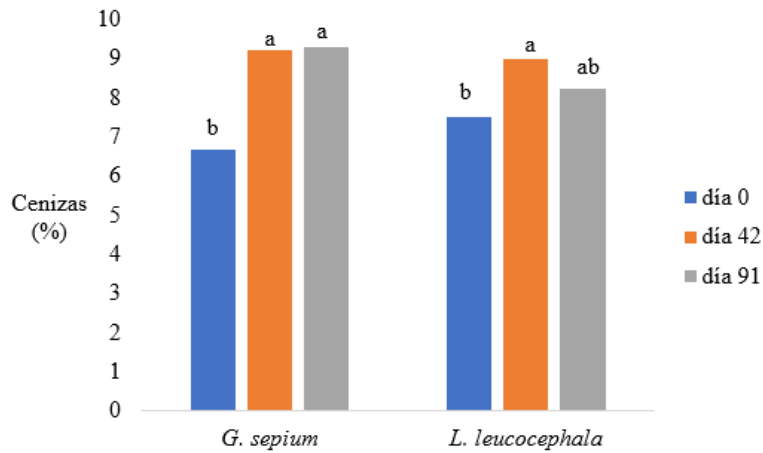 10
9
8
7
6
5
4
3
2
1
0
Cenizas
(%)
b
a
a
b
a
ab
G. sepium
L. leucocephala
día 0
día 42
día 91